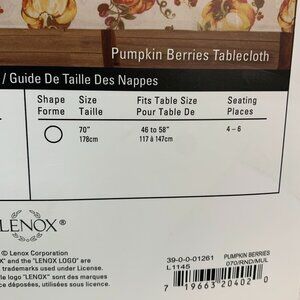 Pumpkin Berries Tablecloth
/ Guide De Taille Des Nappes
Shape Size Fits Table Size Seating
Forme Taille Pour Table De Places
70" 46 to 58" 4 – 6
178cm 117 à 147cm
LENOX®
© Lenox Corporation
and the "LENOX LOGO" are
trademarks used under License.
le logo "LENOX" sont des marques
déposées, utilisées sous licence.
39-0-0-01261 PUMPKIN BERRIES
L1145 070/RND/MUL
7 19663 20402 0